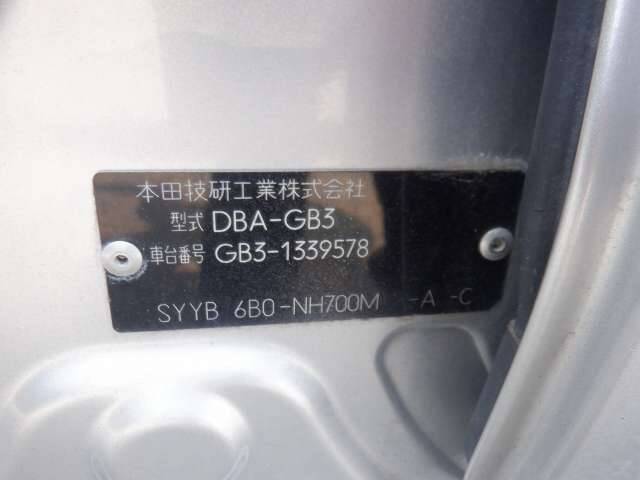 本田技研工業株式会社
型式 DBA-GB3
車台番号 GB3-1339578
SYYB 6B0-NH700M -A -C